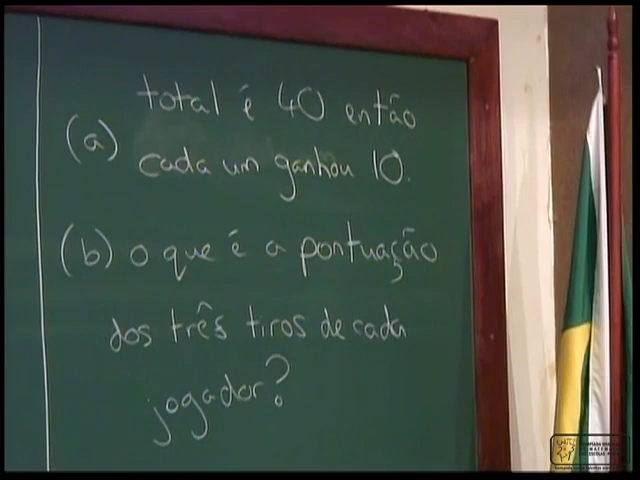 total é 40 então
(a) cada um ganhou 10.
(b) o que é a pontuação
dos três tiros de cada
jogador?